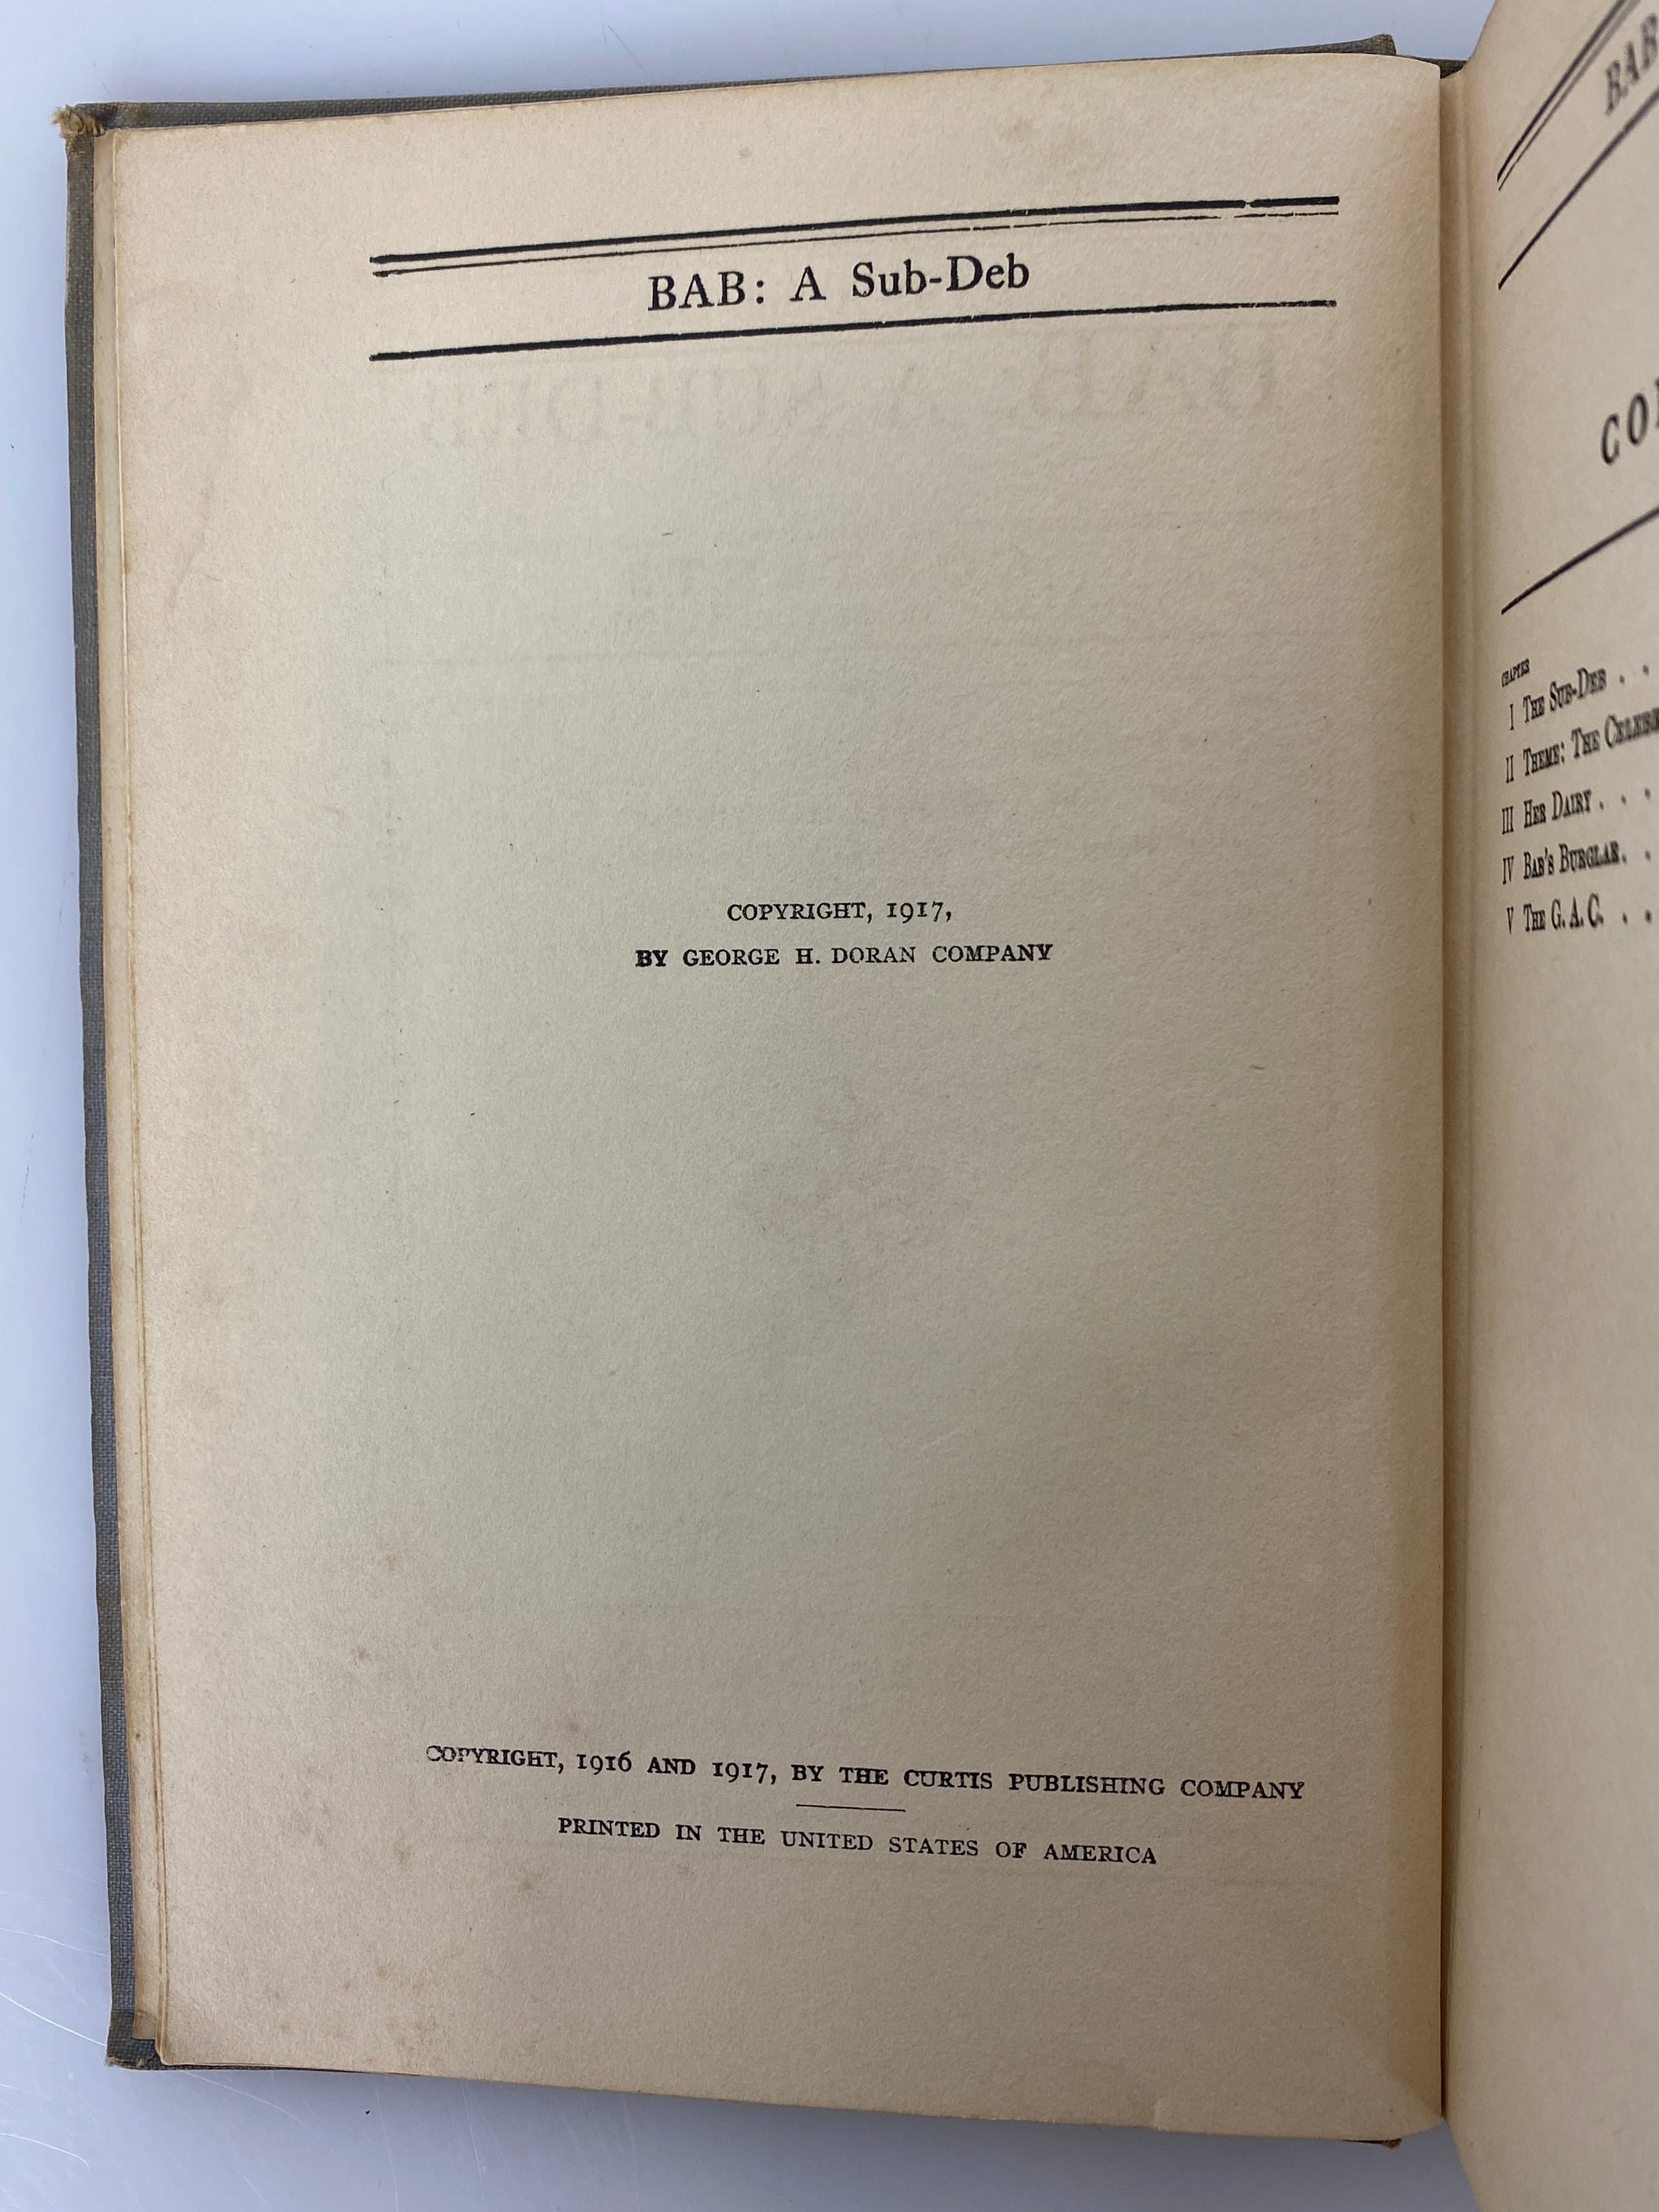 BAB: A Sub-Deb
COPYRIGHT, 1917,
BY GEORGE H. DORAN COMPANY
COPYRIGHT, 1916 AND 1917, BY THE CURTIS PUBLISHING COMPANY
PRINTED IN THE UNITED STATES OF AMERICA
BAB
CHAPTER
I THE SUB-DEB . .
II THEME: THE
III HER DAIRY . . .
IV BAB'S BURGLAR. .
V THE G. A. C. . .